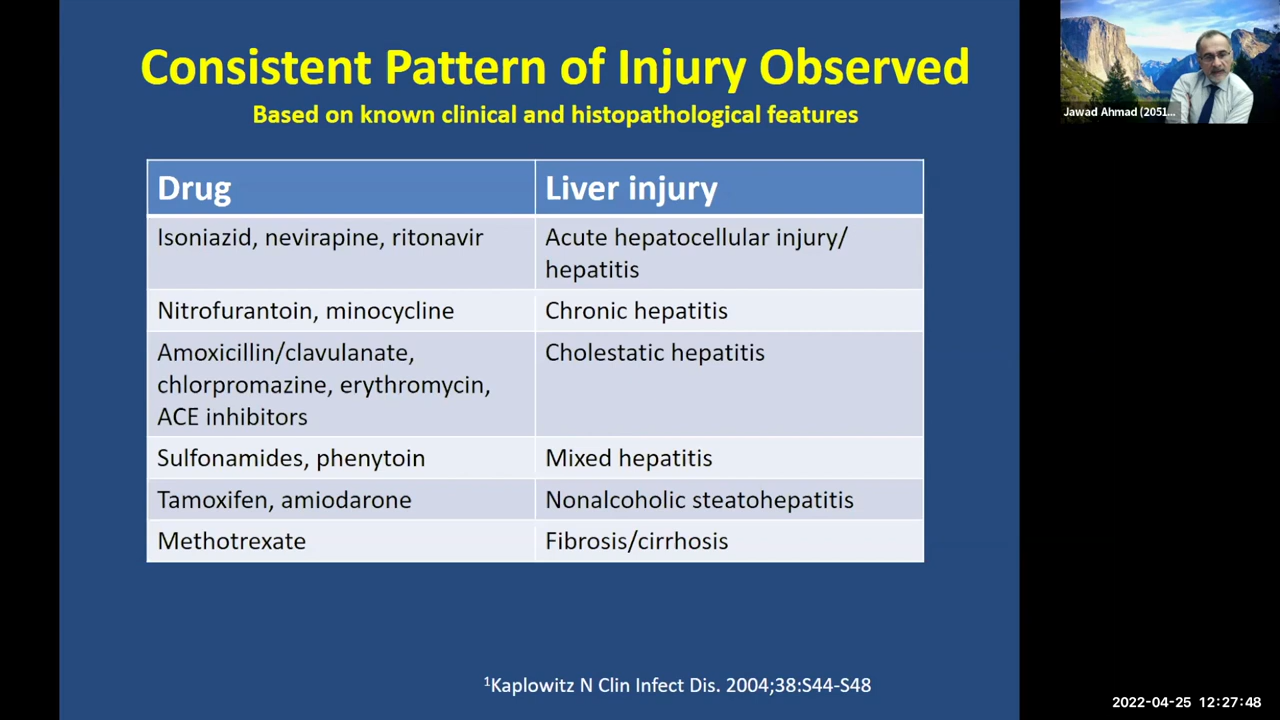 Consistent Pattern of Injury Observed
Based on known clinical and histopathological features
Drug
Liver injury
Isoniazid, nevirapine, ritonavir
Acute hepatocellular injury/
hepatitis
Nitrofurantoin, minocycline
Chronic hepatitis
Amoxicillin/clavulanate,
chlorpromazine, erythromycin,
ACE inhibitors
Cholestatic hepatitis
Sulfonamides, phenytoin
Mixed hepatitis
Tamoxifen, amiodarone
Nonalcoholic steatohepatitis
Methotrexate
Fibrosis/cirrhosis
¹Kaplowitz N Clin Infect Dis. 2004;38:S44-S48
Jawad Ahmad (2051...
2022-04-25 12:27:48